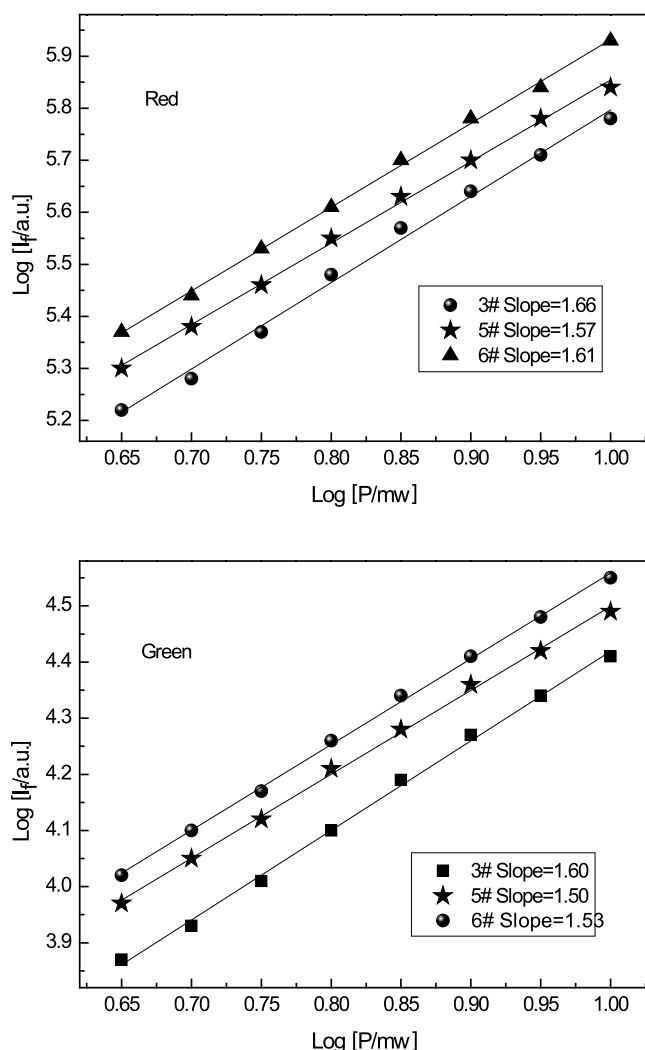 5.9
5.8
5.7
5.6
5.5
5.4
5.3
5.2
Log [If/a.u.]
Red
3# Slope=1.66
5# Slope=1.57
6# Slope=1.61
0.65 0.70 0.75 0.80 0.85 0.90 0.95 1.00
Log [P/mw]
4.5
4.4
4.3
4.2
4.1
4.0
3.9
Log [If/a.u.]
Green
3# Slope=1.60
5# Slope=1.50
6# Slope=1.53
0.65 0.70 0.75 0.80 0.85 0.90 0.95 1.00
Log [P/mw]